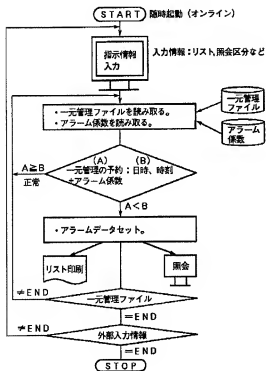 START 随時起動(オンライン)
指示情報
入力
入力情報:リスト,照会区分など
・一元管理ファイルを読み取る。
・アラーム係数を読み取る。
一元管理
ファイル
アラーム
係数
A≧B
正常
(A) (B)
一元管理の予約:日時、時刻
+アラーム係数
A<B
・アラームデータセット。
リスト印刷
照会
≠END
一元管理ファイル
=END
≠END
外部入力情報
=END
STOP